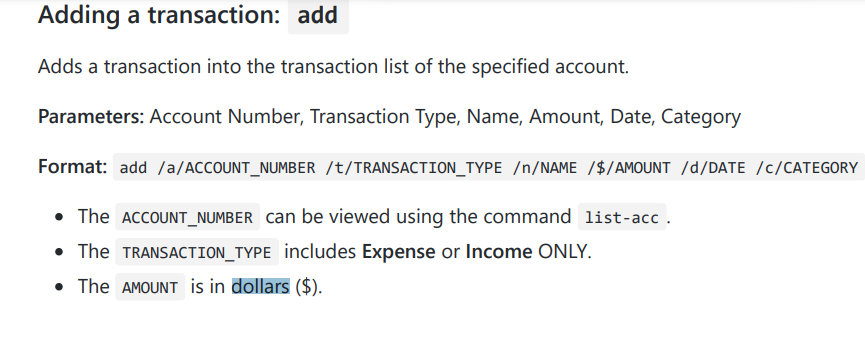 Adding a transaction: add
Adds a transaction into the transaction list of the specified account.
Parameters: Account Number, Transaction Type, Name, Amount, Date, Category
Format: add /a/ACCOUNT_NUMBER /t/TRANSACTION_TYPE /n/NAME /$/AMOUNT /d/DATE /c/CATEGORY
• The ACCOUNT_NUMBER can be viewed using the command list-acc.
• The TRANSACTION_TYPE includes Expense or Income ONLY.
• The AMOUNT is in dollars ($).